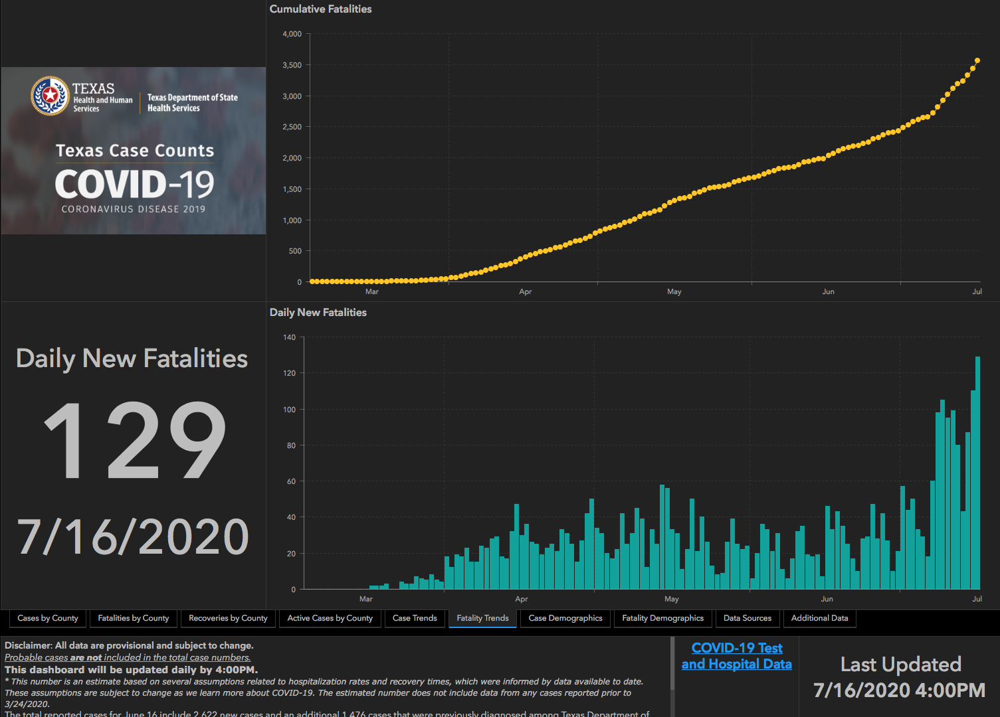 Cumulative Fatalities
4,000
3,500
3,000
2,500
2,000
1,500
1,000
500
0
Mar
Apr
May
Jun
Jul
TEXAS
Health and Human
Services
Texas Department of State
Health Services
Texas Case Counts
COVID-19
CORONAVIRUS DISEASE 2019
Daily New Fatalities
129
7/16/2020
Daily New Fatalities
140
120
100
80
60
40
20
0
Mar
Apr
May
Jun
Jul
Cases by County
Fatalities by County
Recoveries by County
Active Cases by County
Case Trends
Fatality Trends
Case Demographics
Fatality Demographics
Data Sources
Additional Data
Disclaimer: All data are provisional and subject to change.
Probable cases are not included in the total case numbers.
This dashboard will be updated daily by 4:00PM.
* This number is an estimate based on several assumptions related to hospitalization rates and recovery times, which were informed by data available to date.
These assumptions are subject to change as we learn more about COVID-19. The estimated number does not include data from any cases reported prior to
3/24/2020.
The total reported cases for June 16 include 2,622 new cases and an additional 1,476 cases that were previously diagnosed among Texas Department of
COVID-19 Test
and Hospital Data
Last Updated
7/16/2020 4:00PM